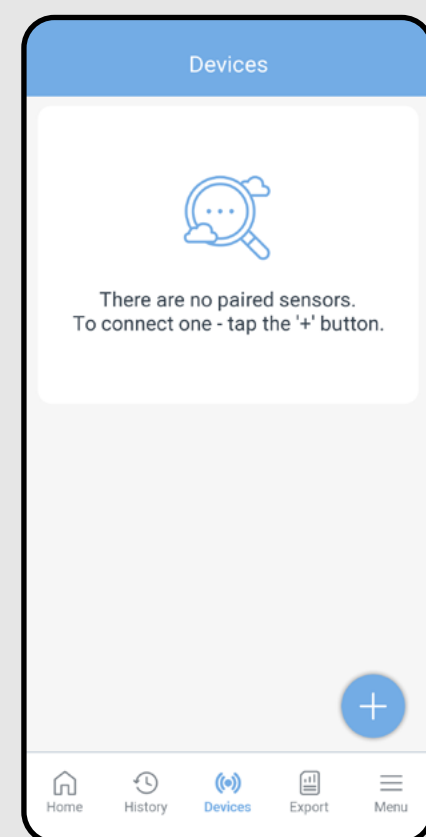 Devices
There are no paired sensors.
To connect one - tap the '+' button.
Home
History
Devices
Export
Menu